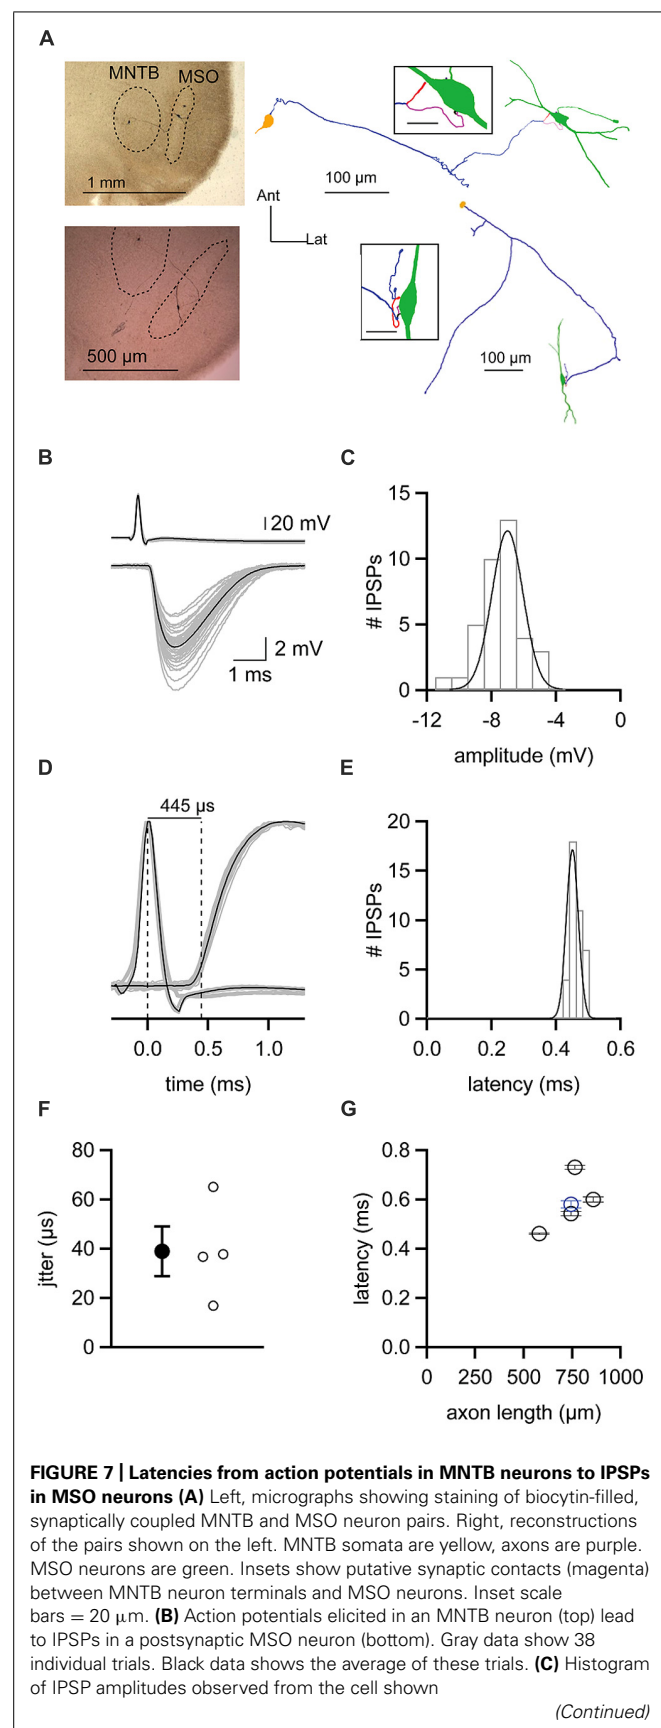 A
MNTB
MSO
1 mm
100 µm
Ant
Lat
500 µm
100 µm
B
20 mV
2 mV
1 ms
C
15
10
5
0
# IPSPs
-12 -8 -4 0
amplitude (mV)
D
445 µs
0.0 0.5 1.0
time (ms)
E
20
15
10
5
0
# IPSPs
0.0 0.2 0.4 0.6
latency (ms)
F
80
60
40
20
0
jtter (µs)
G
0.8
0.6
0.4
0.2
0.0
latency (ms)
0 250 500 750 1000
axon length (µm)
FIGURE 7 | Latencies from action potentials in MNTB neurons to IPSPs
in MSO neurons (A) Left, micrographs showing staining of biocytin-filled,
synaptically coupled MNTB and MSO neuron pairs. Right, reconstructions
of the pairs shown on the left. MNTB somata are yellow, axons are purple.
MSO neurons are green. Insets show putative synaptic contacts (magenta)
between MNTB neuron terminals and MSO neurons. Inset scale
bars = 20 µm. (B) Action potentials elicited in an MNTB neuron (top) lead
to IPSPs in a postsynaptic MSO neuron (bottom). Gray data show 38
individual trials. Black data shows the average of these trials. (C) Histogram
of IPSP amplitudes observed from the cell shown
(Continued)